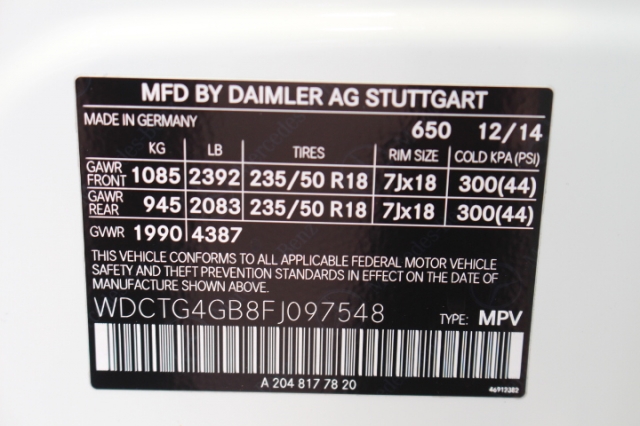 MFD BY DAIMLER AG STUTTGART
MADE IN GERMANY 650 12/14
KG LB TIRES RIM SIZE COLD KPA (PSI)
GAWR FRONT 1085 2392 235/50 R18 7Jx18 300(44)
GAWR REAR 945 2083 235/50 R18 7Jx18 300(44)
GVWR 1990 4387
THIS VEHICLE CONFORMS TO ALL APPLICABLE FEDERAL MOTOR VEHICLE
SAFETY AND THEFT PREVENTION STANDARDS IN EFFECT ON THE DATE OF
MANUFACTURE SHOWN ABOVE.
WDCTG4GB8FJ097548 TYPE: MPV
A 204 817 78 20